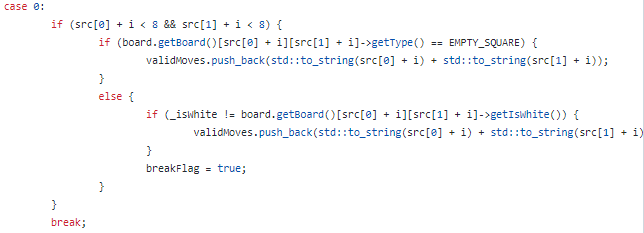 case 0:
if (src[0] + i < 8 && src[1] + i < 8) {
if (board.getBoard()[src[0] + i][src[1] + i]->getType() == EMPTY_SQUARE) {
validMoves.push_back(std::to_string(src[0] + i) + std::to_string(src[1] + i));
}
else {
if (_isWhite != board.getBoard()[src[0] + i][src[1] + i]->getIsWhite()) {
validMoves.push_back(std::to_string(src[0] + i) + std::to_string(src[1] + i)
}
breakFlag = true;
}
}
break;